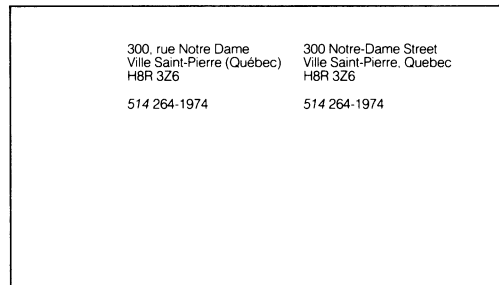 300, rue Notre Dame
Ville Saint-Pierre (Québec)
H8R 3Z6
514 264-1974
300 Notre-Dame Street
Ville Saint-Pierre, Quebec
H8R 3Z6
514 264-1974